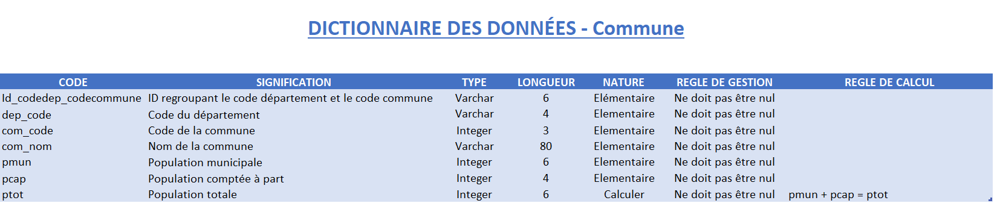 DICTIONNAIRE DES DONNÉES - Commune
CODE SIGNIFICATION TYPE LONGUEUR NATURE REGLE DE GESTION REGLE DE CALCUL
Id_codedep_codecommune ID regroupant le code département et le code commune Varchar 6 Elémentaire Ne doit pas être nul
dep_code Code du département Varchar 4 Elementaire Ne doit pas être nul
com_code Code de la commune Integer 3 Elementaire Ne doit pas être nul
com_nom Nom de la commune Varchar 80 Elementaire Ne doit pas être nul
pmun Population municipale Integer 6 Elementaire Ne doit pas être nul
pcap Population comptée à part Integer 4 Elementaire Ne doit pas être nul
ptot Population totale Integer 6 Calculer Ne doit pas être nul pmun + pcap = ptot